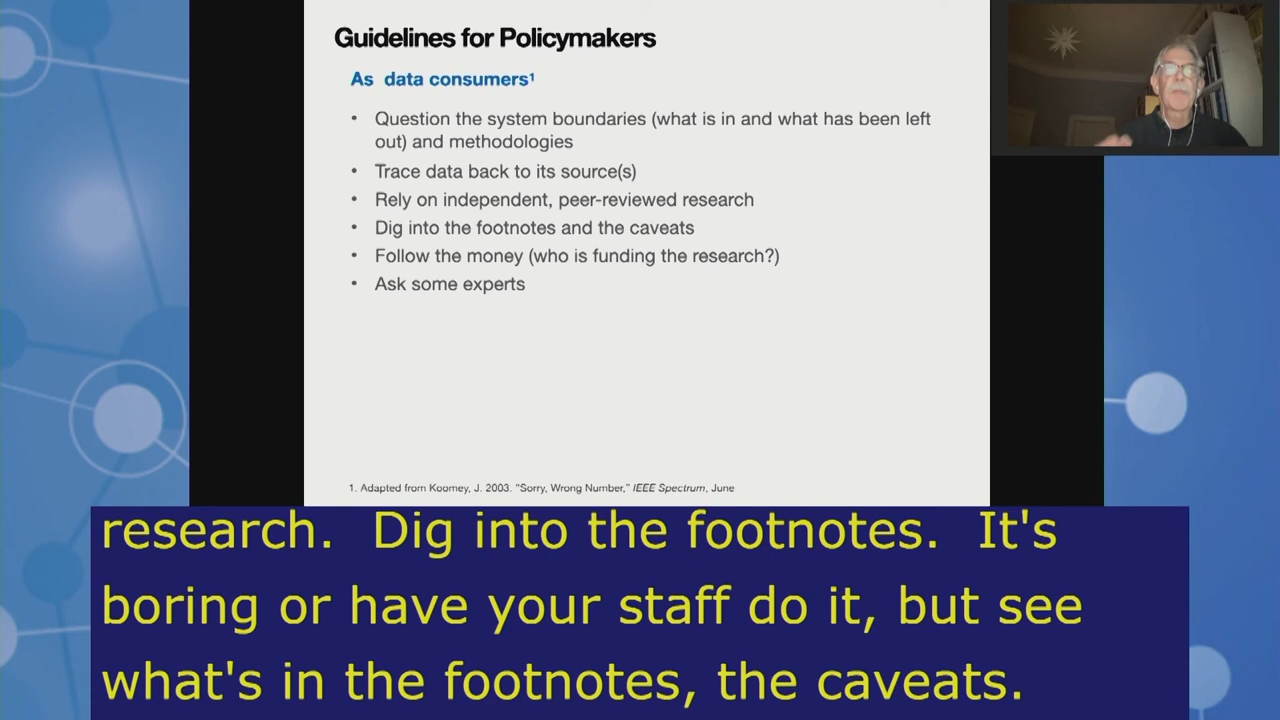 Guidelines for Policymakers
As data consumers¹
• Question the system boundaries (what is in and what has been left
out) and methodologies
• Trace data back to its source(s)
• Rely on independent, peer-reviewed research
• Dig into the footnotes and the caveats
• Follow the money (who is funding the research?)
• Ask some experts
1. Adapted from Koomey, J. 2003. "Sorry, Wrong Number," IEEE Spectrum, June
research. Dig into the footnotes. It's
boring or have your staff do it, but see
what's in the footnotes, the caveats.